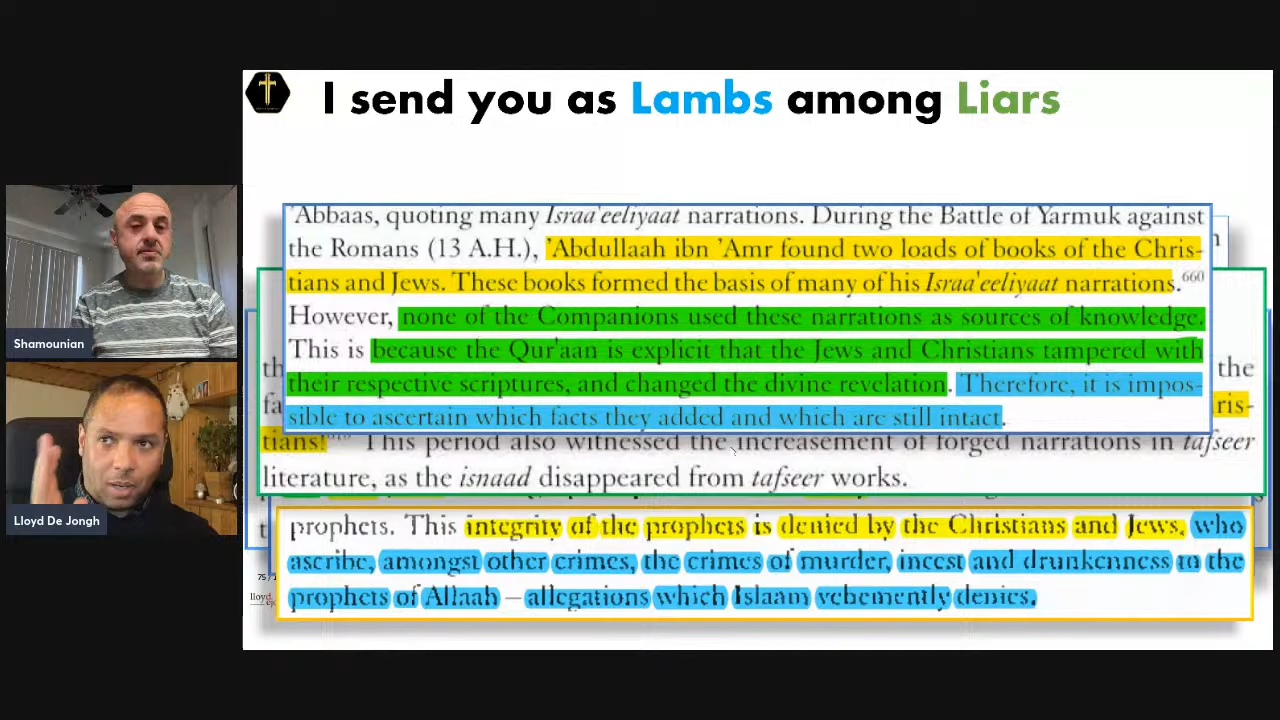 I send you as Lambs among Liars
'Abbaas, quoting many Israa'eeliyaat narrations. During the Battle of Yarmuk against
the Romans (13 A.H.), 'Abdullaah ibn 'Amr found two loads of books of the Chris-
tians and Jews. These books formed the basis of many of his Israa'eeliyaat narrations.660
However, none of the Companions used these narrations as sources of knowledge.
This is because the Qur'aan is explicit that the Jews and Christians tampered with
their respective scriptures, and changed the divine revelation. Therefore, it is impos-
sible to ascertain which facts they added and which are still intact.
th
the
fa
ris-
tians! This period also witnessed the increasement of forged narrations in tafseer
literature, as the isnaad disappeared from tafseer works.
prophets. This integrity of the prophets is denied by the Christians and Jews, who
ascribe, amongst other crimes, the crimes of murder, incest and drunkenness to the
prophets of Allaah – allegations which Islaam vehemently denies.
75
lloyd
Shamounian
Lloyd De Jongh